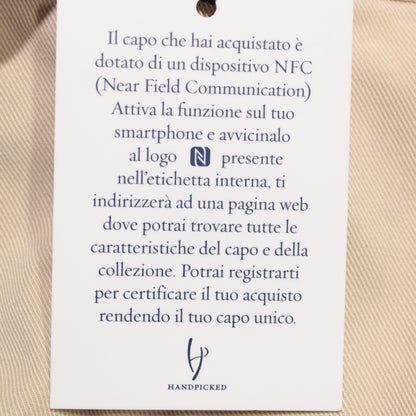 Il capo che hai acquistato è
dotato di un dispositivo NFC
(Near Field Communication)
Attiva la funzione sul tuo
smartphone e avvicinalo
al logo N presente
nell'etichetta interna, ti
indirizzerà ad una pagina web
dove potrai trovare tutte le
caratteristiche del capo e della
collezione. Potrai registrarti
per certificare il tuo acquisto
rendendo il tuo capo unico.
HANDPICKED